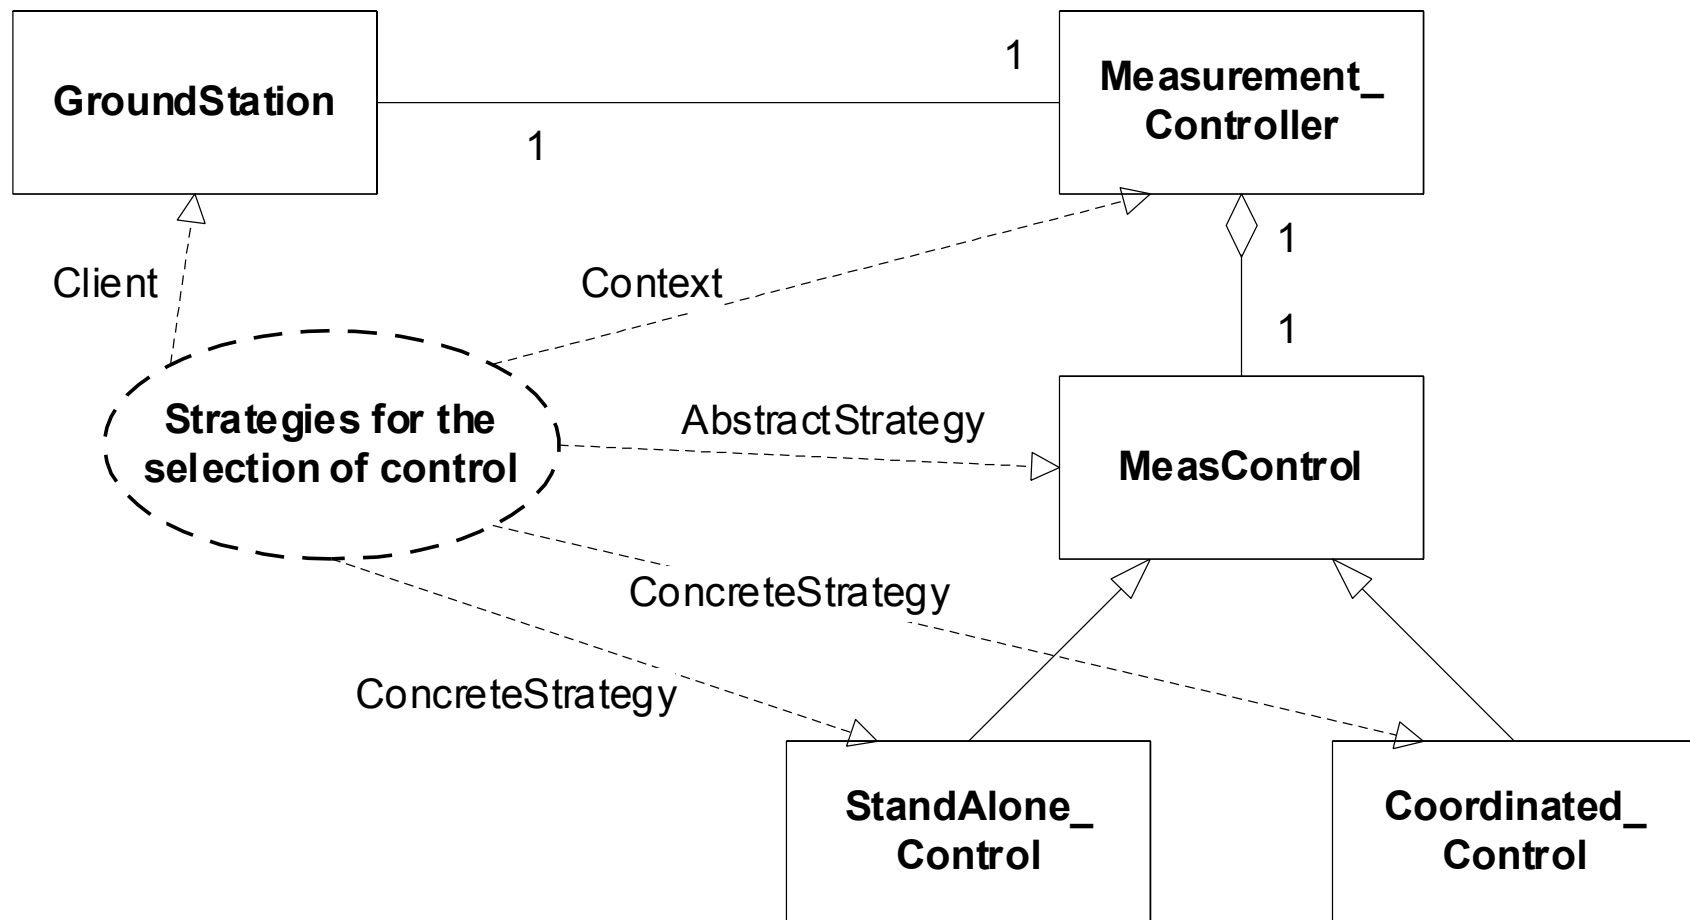 GroundStation
1
1
Measurement_
Controller
Client
Context
1
1
Strategies for the
selection of control
AbstractStrategy
MeasControl
ConcreteStrategy
ConcreteStrategy
StandAlone_
Control
Coordinated_
Control